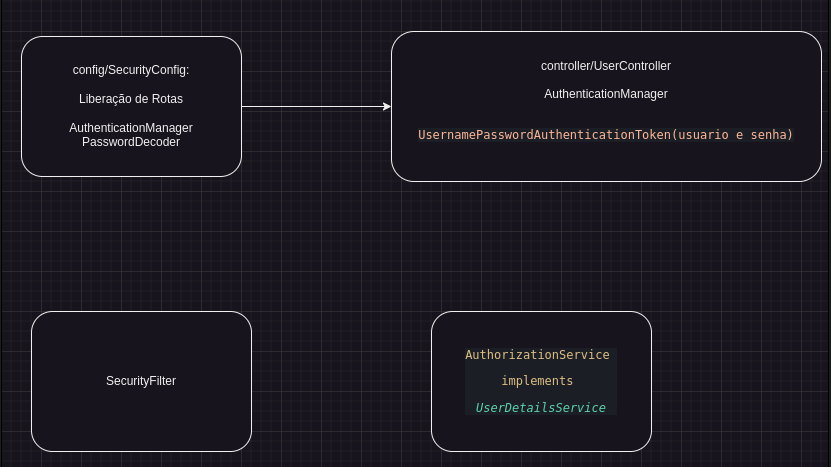 config/SecurityConfig:
Liberação de Rotas
AuthenticationManager
PasswordDecoder
controller/UserController
AuthenticationManager
UsernamePasswordAuthenticationToken(usuario e senha)
SecurityFilter
AuthorizationService
implements
UserDetailsService